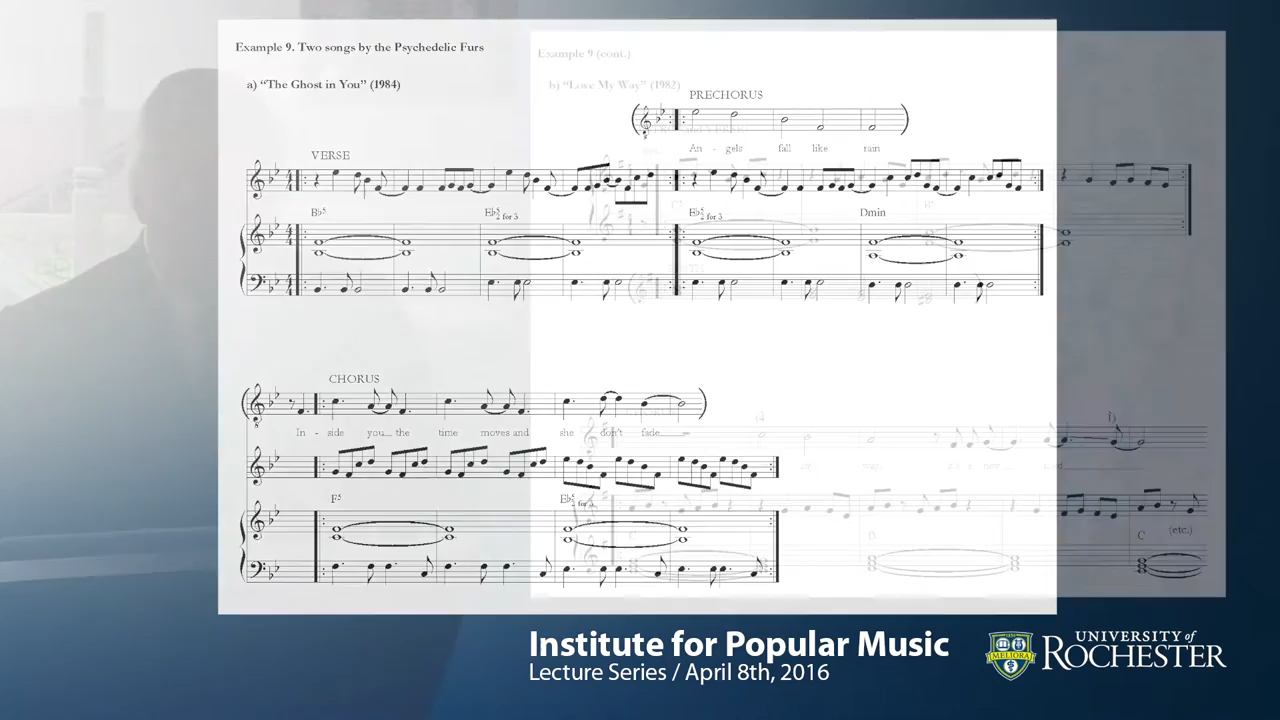 Example 9. Two songs by the Psychedelic Furs
Example 9 (cont.)
a) “The Ghost in You” (1984)
b) “Love My Way” (1982)
PRECHORUS
An - gels fall like rain
VERSE
B♭5 E♭5 2 for 3 E♭5 2 for 3 Dmin
CHORUS
In - side you the time moves and she don't fade
F5 E♭5 2 for 3
(etc.)
C D C
Institute for Popular Music
Lecture Series / April 8th, 2016
MELIORA
UNIVERSITY of
ROCHESTER